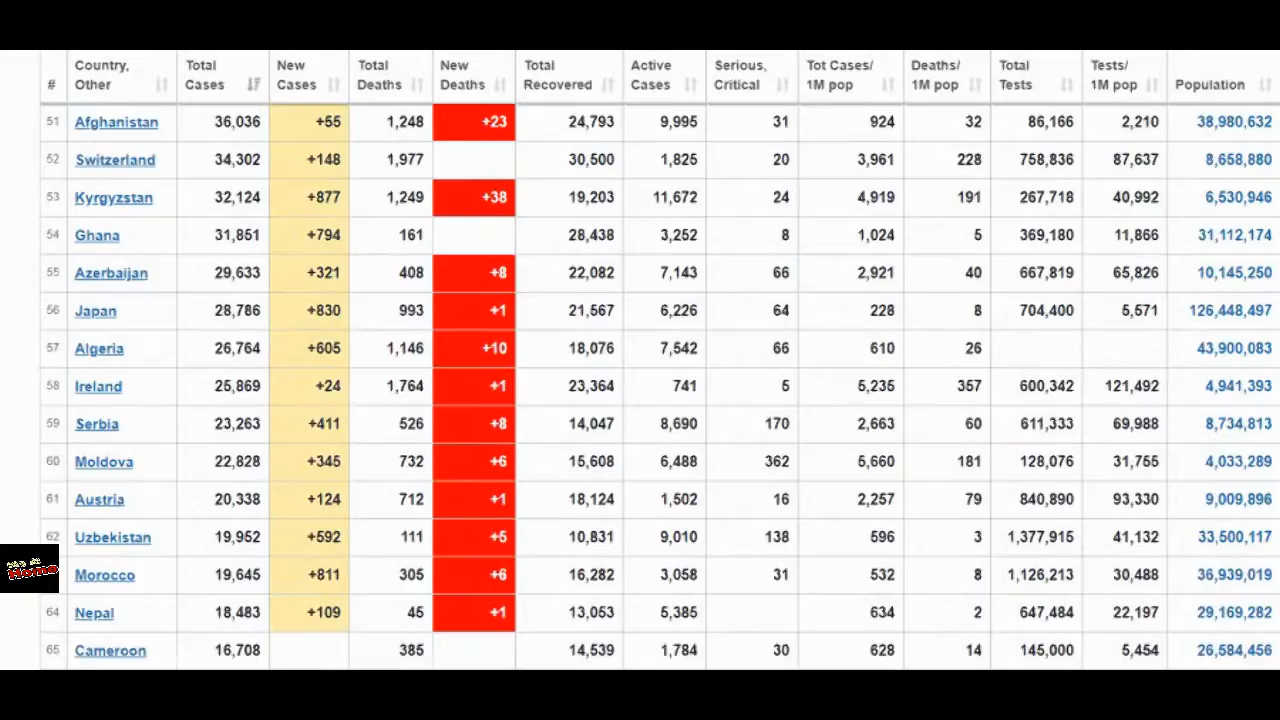 # Country, Other Total Cases New Cases Total Deaths New Deaths Total Recovered Active Cases Serious, Critical Tot Cases/ 1M pop Deaths/ 1M pop Total Tests Tests/ 1M pop Population
51 Afghanistan 36,036 +55 1,248 +23 24,793 9,995 31 924 32 86,166 2,210 38,980,632
52 Switzerland 34,302 +148 1,977 30,500 1,825 20 3,961 228 758,836 87,637 8,658,880
53 Kyrgyzstan 32,124 +877 1,249 +38 19,203 11,672 24 4,919 191 267,718 40,992 6,530,946
54 Ghana 31,851 +794 161 28,438 3,252 8 1,024 5 369,180 11,866 31,112,174
55 Azerbaijan 29,633 +321 408 +8 22,082 7,143 66 2,921 40 667,819 65,826 10,145,250
56 Japan 28,786 +830 993 +1 21,567 6,226 64 228 8 704,400 5,571 126,448,497
57 Algeria 26,764 +605 1,146 +10 18,076 7,542 66 610 26 43,900,083
58 Ireland 25,869 +24 1,764 +1 23,364 741 5 5,235 357 600,342 121,492 4,941,393
59 Serbia 23,263 +411 526 +8 14,047 8,690 170 2,663 60 611,333 69,988 8,734,813
60 Moldova 22,828 +345 732 +6 15,608 6,488 362 5,660 181 128,076 31,755 4,033,289
61 Austria 20,338 +124 712 +1 18,124 1,502 16 2,257 79 840,890 93,330 9,009,896
62 Uzbekistan 19,952 +592 111 +5 10,831 9,010 138 596 3 1,377,915 41,132 33,500,117
Morocco 19,645 +811 305 +6 16,282 3,058 31 532 8 1,126,213 30,488 36,939,019
64 Nepal 18,483 +109 45 +1 13,053 5,385 634 2 647,484 22,197 29,169,282
65 Cameroon 16,708 385 14,539 1,784 30 628 14 145,000 5,454 26,584,456
Home